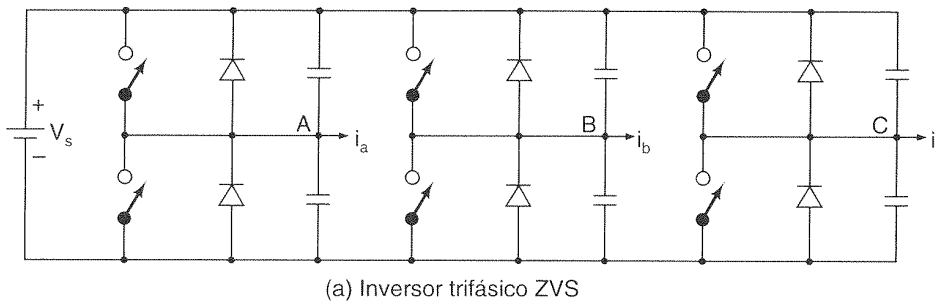 +
V_s
−
A
i_a
B
i_b
C
i
(a) Inversor trifásico ZVS